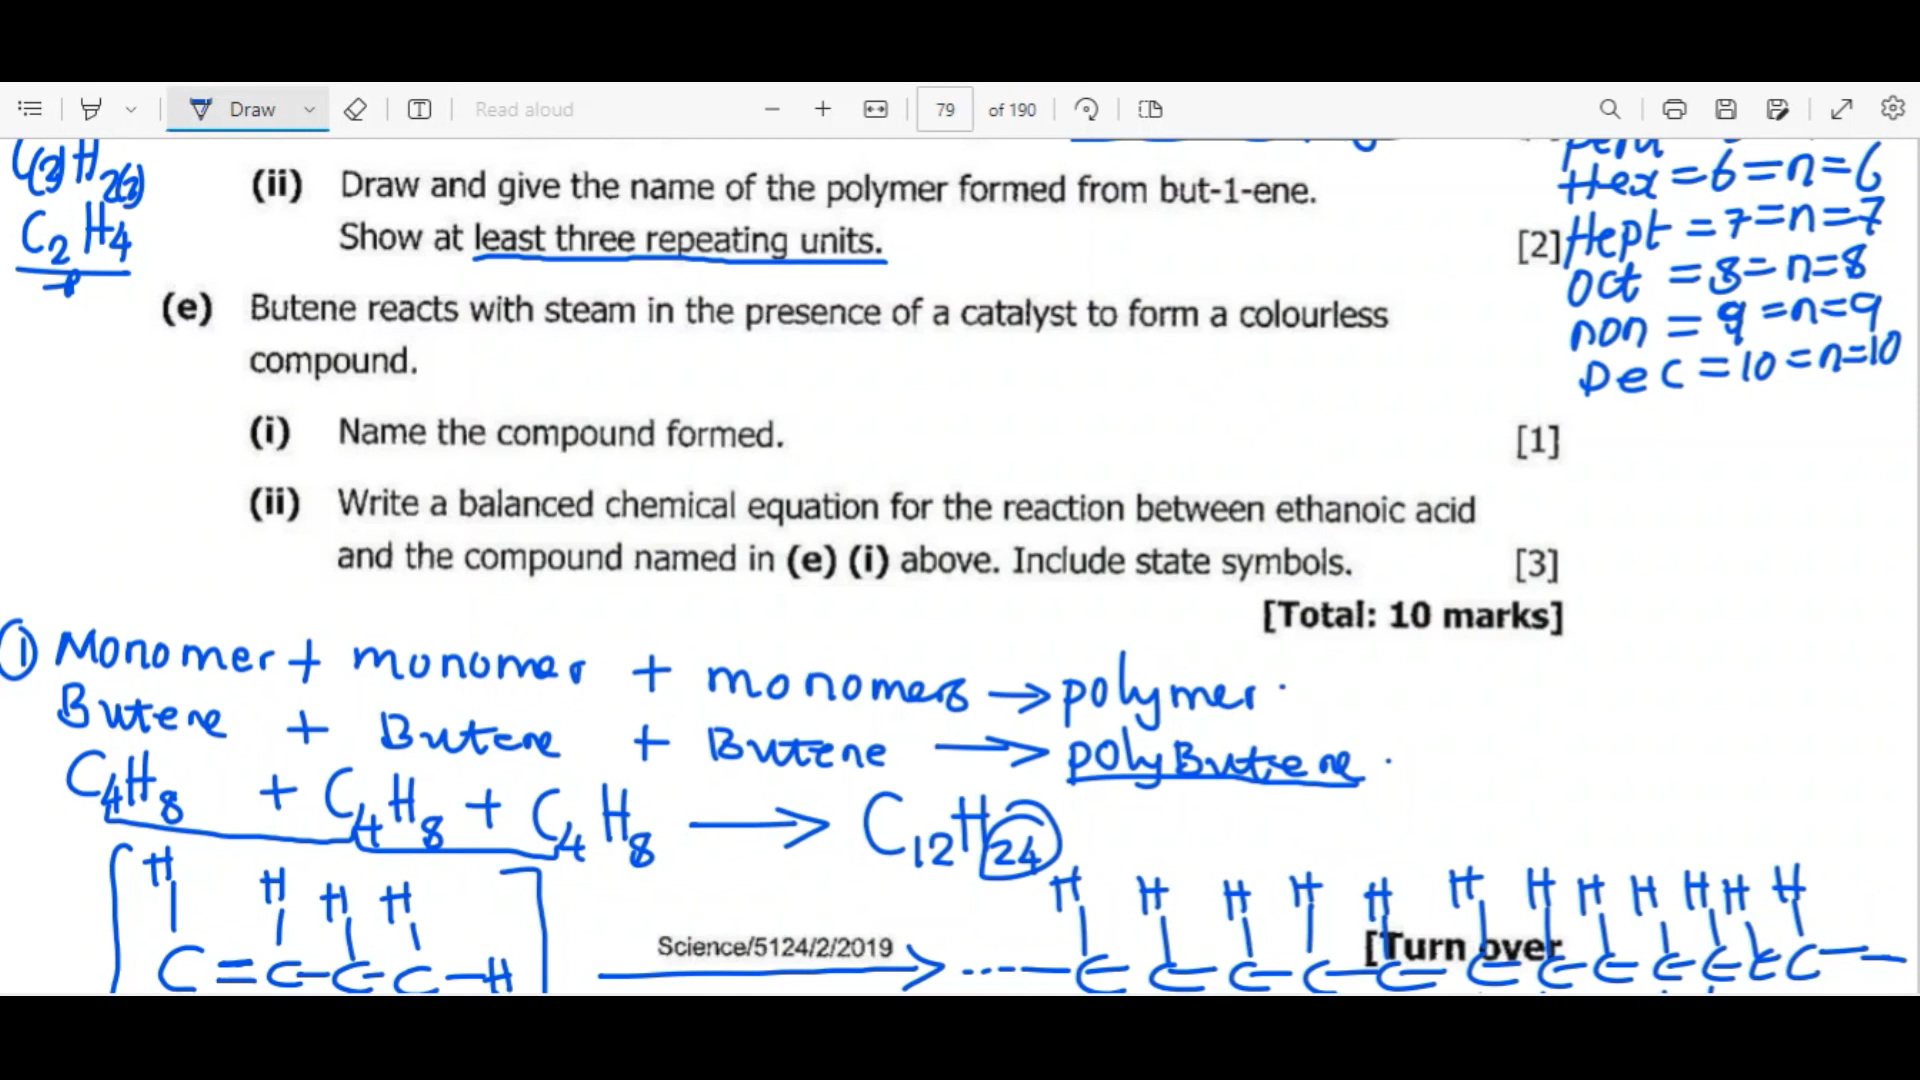 Draw
Read aloud
79 of 190
(ii) Draw and give the name of the polymer formed from but-1-ene.
Show at least three repeating units. [2]
(e) Butene reacts with steam in the presence of a catalyst to form a colourless
compound.
(i) Name the compound formed. [1]
(ii) Write a balanced chemical equation for the reaction between ethanoic acid
and the compound named in (e) (i) above. Include state symbols. [3]
[Total: 10 marks]
C₂H₄
Hex = 6 = n = 6
Hept = 7 = n = 7
Oct = 8 = n = 8
non = 9 = n = 9
Dec = 10 = n = 10
① Monomer + monomer + monomers → polymer
Butene + Butene + Butene → polyButene
C₄H₈ + C₄H₈ + C₄H₈ → C₁₂H₂₄
H H H H
C = C - C - C - H
Science/5124/2/2019
[Turn over
H H H H H H H H H H H H
C - C - C - C - C - C - C - C - C - C - C - C -